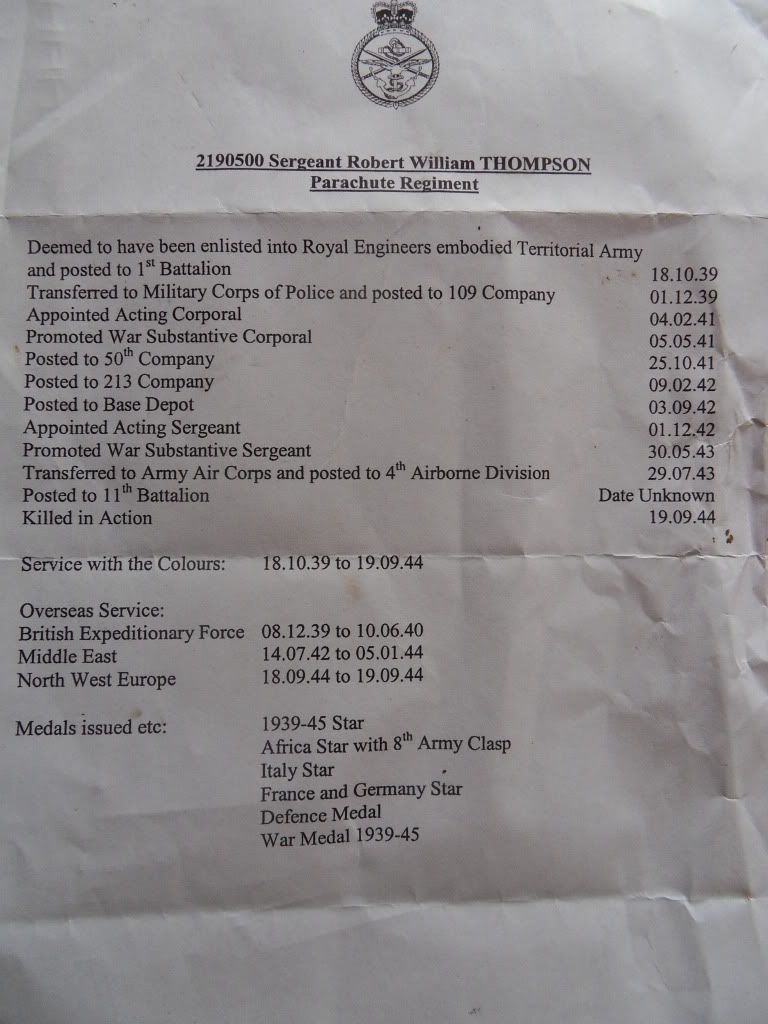 2190500 Sergeant Robert William THOMPSON
Parachute Regiment
Deemed to have been enlisted into Royal Engineers embodied Territorial Army
and posted to 1st Battalion 18.10.39
Transferred to Military Corps of Police and posted to 109 Company 01.12.39
Appointed Acting Corporal 04.02.41
Promoted War Substantive Corporal 05.05.41
Posted to 50th Company 25.10.41
Posted to 213 Company 09.02.42
Posted to Base Depot 03.09.42
Appointed Acting Sergeant 01.12.42
Promoted War Substantive Sergeant 30.05.43
Transferred to Army Air Corps and posted to 4th Airborne Division 29.07.43
Posted to 11th Battalion Date Unknown
Killed in Action 19.09.44
Service with the Colours: 18.10.39 to 19.09.44
Overseas Service:
British Expeditionary Force 08.12.39 to 10.06.40
Middle East 14.07.42 to 05.01.44
North West Europe 18.09.44 to 19.09.44
Medals issued etc: 1939-45 Star
Africa Star with 8th Army Clasp
Italy Star
France and Germany Star
Defence Medal
War Medal 1939-45